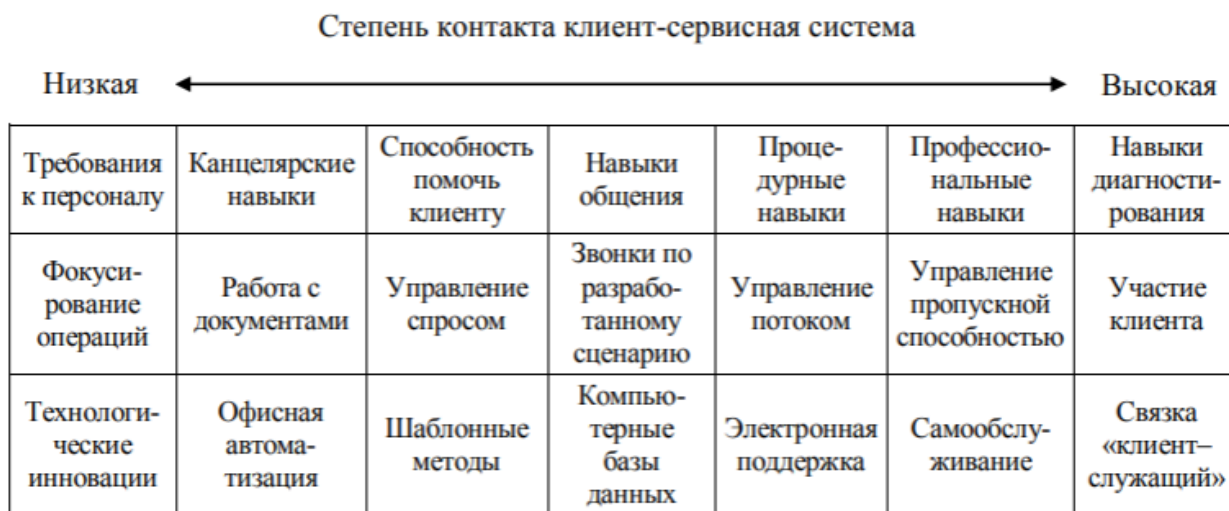 Степень контакта клиент-сервисная система
Низкая Высокая
Требования к персоналу Канцелярские навыки Способность помочь клиенту Навыки общения Проце-дурные навыки Профессио-нальные навыки Навыки диагности-рования
Фокуси-рование операций Работа с документами Управление спросом Звонки по разрабо-танному сценарию Управление потоком Управление пропускной способностью Участие клиента
Технологи-ческие инновации Офисная автома-тизация Шаблонные методы Компью-терные базы данных Электронная поддержка Самообслу-живание Связка «клиент–служащий»